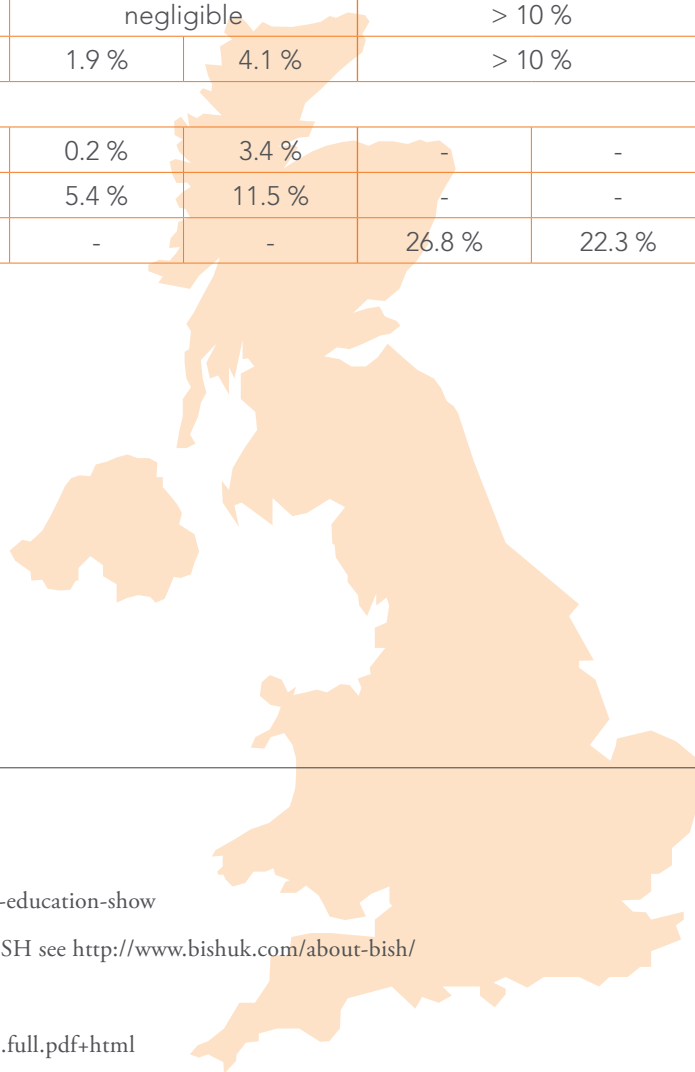 negligible > 10 %
1.9 % 4.1 % > 10 %
0.2 % 3.4 % - -
5.4 % 11.5 % - -
- - 26.8 % 22.3 %
-education-show
SH see http://www.bishuk.com/about-bish/
.full.pdf+html